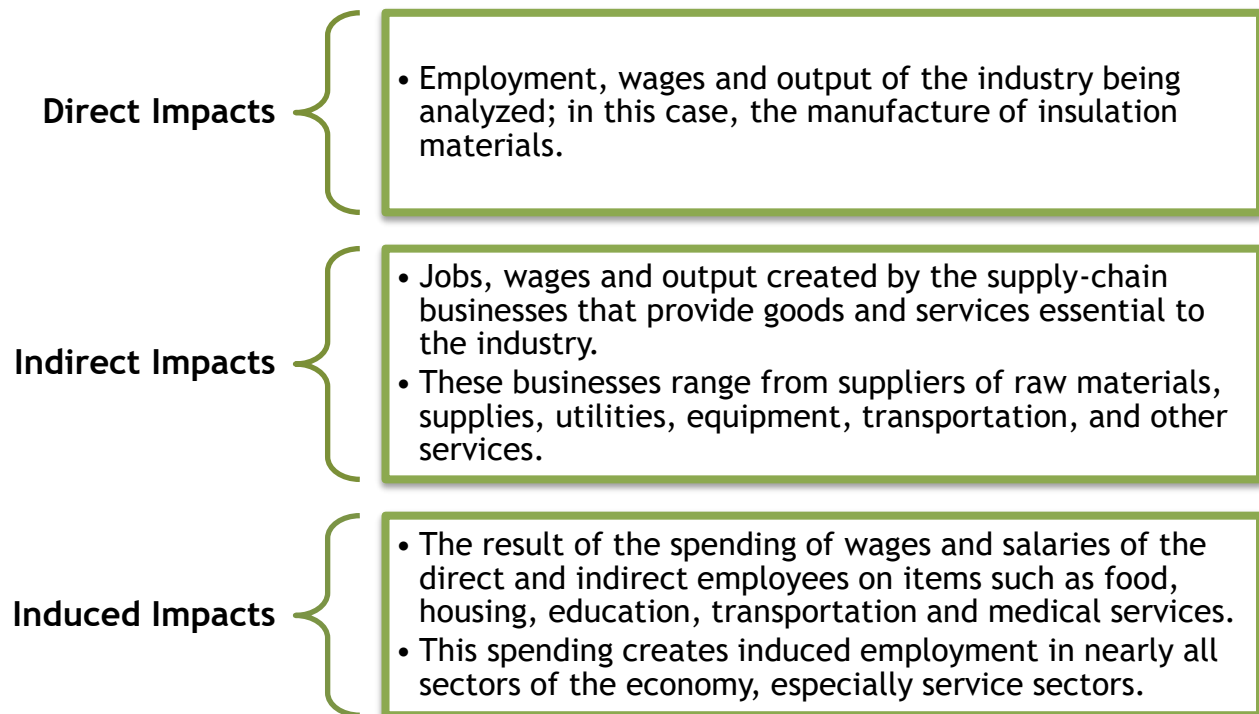 Direct Impacts
• Employment, wages and output of the industry being
analyzed; in this case, the manufacture of insulation
materials.
Indirect Impacts
• Jobs, wages and output created by the supply-chain
businesses that provide goods and services essential to
the industry.
• These businesses range from suppliers of raw materials,
supplies, utilities, equipment, transportation, and other
services.
Induced Impacts
• The result of the spending of wages and salaries of the
direct and indirect employees on items such as food,
housing, education, transportation and medical services.
• This spending creates induced employment in nearly all
sectors of the economy, especially service sectors.